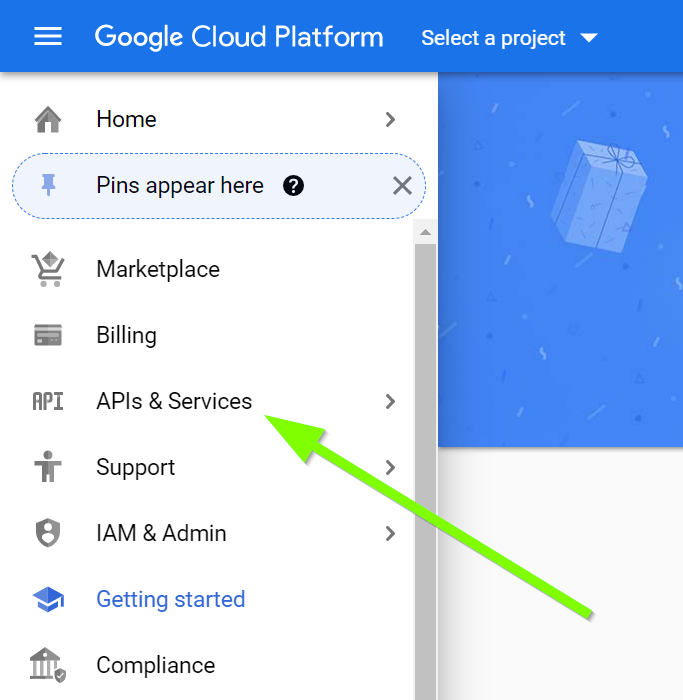 Google Cloud Platform
Select a project
Home
Pins appear here ?
Marketplace
Billing
API APIs & Services
Support
IAM & Admin
Getting started
Compliance